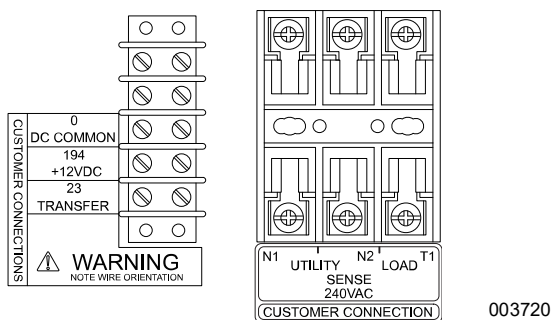 CUSTOMER CONNECTIONS
0
DC COMMON
194
+12VDC
23
TRANSFER
WARNING
NOTE WIRE ORIENTATION
N1 UTILITY N2 LOAD T1
SENSE
240VAC
CUSTOMER CONNECTION
003720